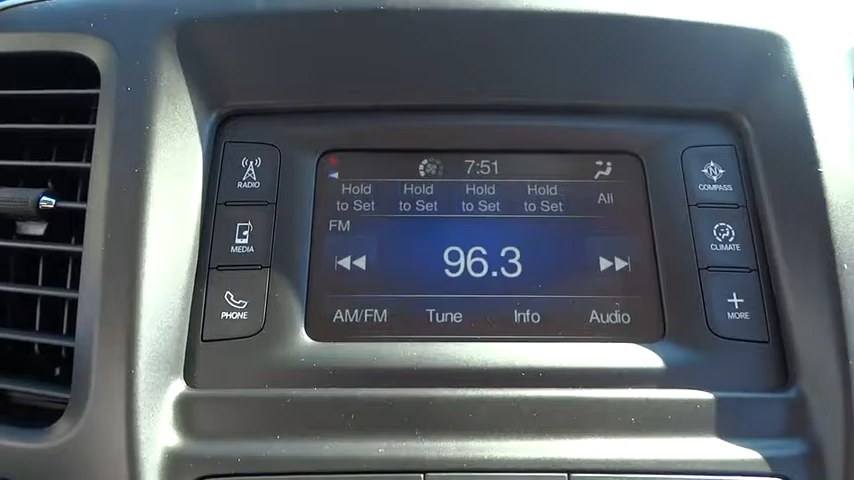 7:51
Hold to Set
Hold to Set
Hold to Set
Hold to Set
All
FM
96.3
AM/FM
Tune
Info
Audio
RADIO
MEDIA
PHONE
COMPASS
CLIMATE
MORE